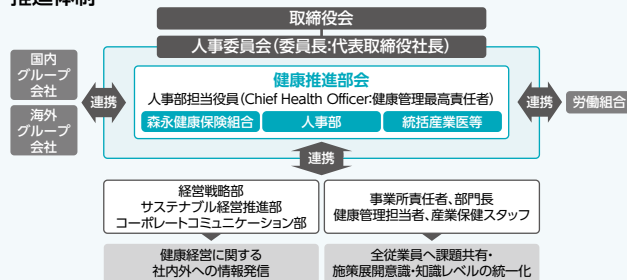 推進体制
取締役会
人事委員会(委員長:代表取締役社長)
国内
グループ
会社
海外
グループ
会社
連携
健康推進部会
人事部担当役員(Chief Health Officer:健康管理最高責任者)
森永健康保険組合
人事部
統括産業医等
連携
労働組合
連携
経営戦略部
サステナブル経営推進部
コーポレートコミュニケーション部
事業所責任者、部門長
健康管理担当者、産業保健スタッフ
健康経営に関する
社内外への情報発信
全従業員へ課題共有・
施策展開意識・知識レベルの統一化